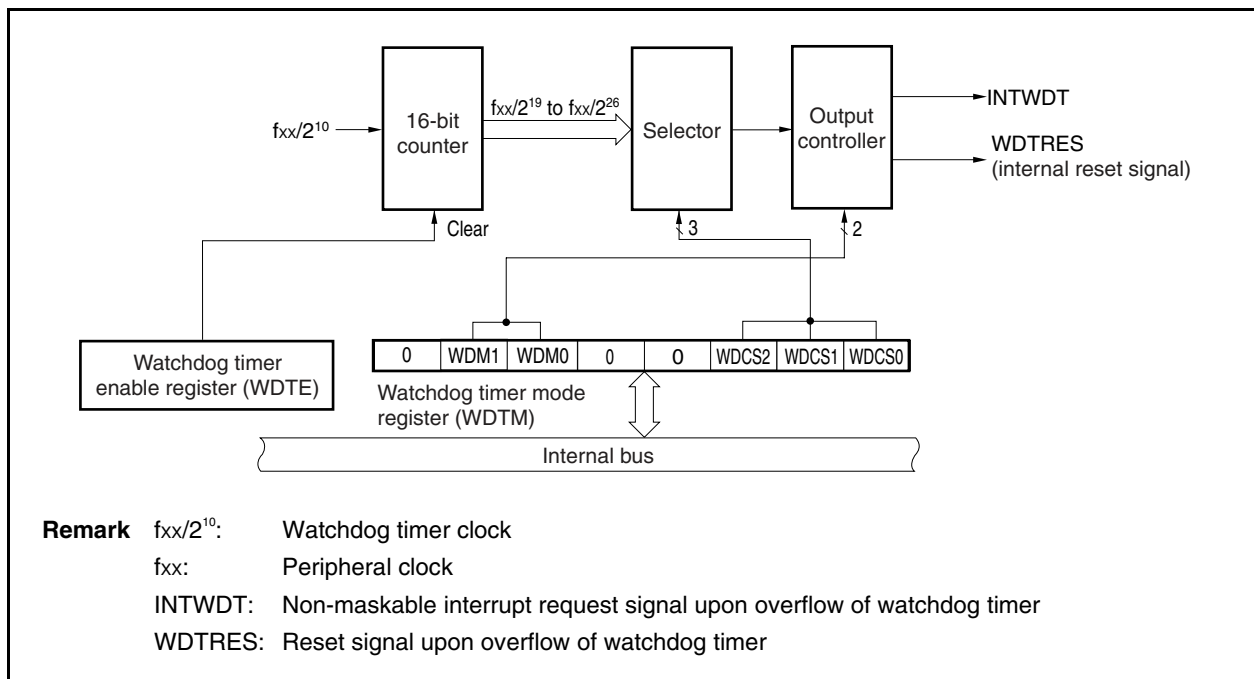 fxx/2¹⁰
16-bit
counter
fxx/2¹⁹ to fxx/2²⁶
Selector
Output
controller
INTWDT
WDTRES
(internal reset signal)
Clear
3
2
Watchdog timer
enable register (WDTE)
0 WDM1 WDM0 0 0 WDCS2 WDCS1 WDCS0
Watchdog timer mode
register (WDTM)
Internal bus
Remark fxx/2¹⁰: Watchdog timer clock
fxx: Peripheral clock
INTWDT: Non-maskable interrupt request signal upon overflow of watchdog timer
WDTRES: Reset signal upon overflow of watchdog timer